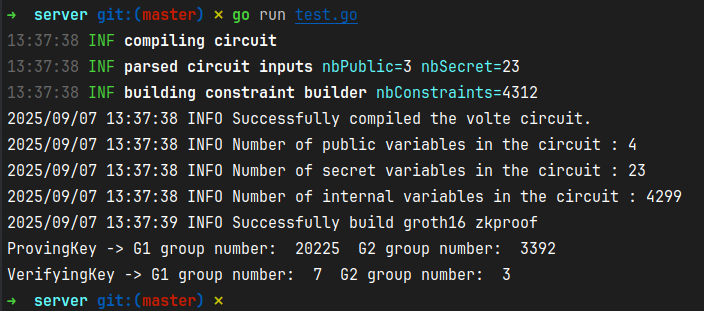 ➜  server git:(master) × go run test.go
13:37:38 INF compiling circuit
13:37:38 INF parsed circuit inputs nbPublic=3 nbSecret=23
13:37:38 INF building constraint builder nbConstraints=4312
2025/09/07 13:37:38 INFO Successfully compiled the volte circuit.
2025/09/07 13:37:38 INFO Number of public variables in the circuit : 4
2025/09/07 13:37:38 INFO Number of secret variables in the circuit : 23
2025/09/07 13:37:38 INFO Number of internal variables in the circuit : 4299
2025/09/07 13:37:39 INFO Successfully build groth16 zkproof
ProvingKey -> G1 group number:  20225  G2 group number:  3392
VerifyingKey -> G1 group number:  7  G2 group number:  3
➜  server git:(master) ×